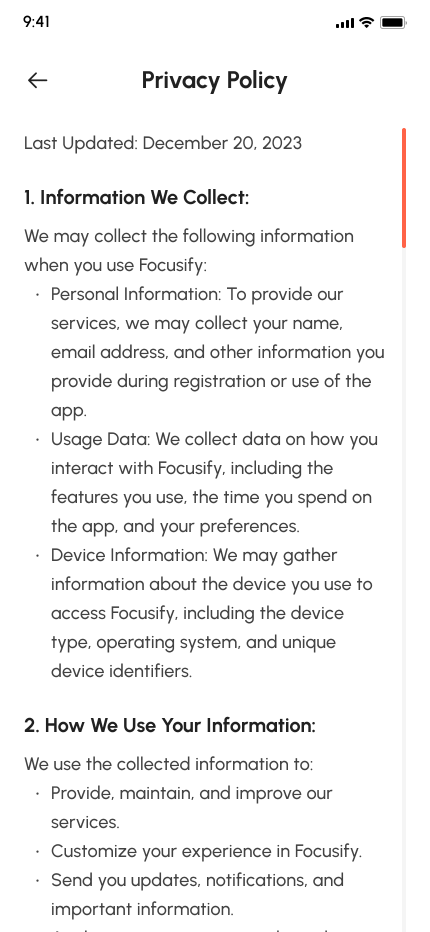 9:41
Privacy Policy
Last Updated: December 20, 2023
1. Information We Collect:
We may collect the following information
when you use Focusify:
· Personal Information: To provide our
services, we may collect your name,
email address, and other information you
provide during registration or use of the
app.
· Usage Data: We collect data on how you
interact with Focusify, including the
features you use, the time you spend on
the app, and your preferences.
· Device Information: We may gather
information about the device you use to
access Focusify, including the device
type, operating system, and unique
device identifiers.
2. How We Use Your Information:
We use the collected information to:
· Provide, maintain, and improve our
services.
· Customize your experience in Focusify.
· Send you updates, notifications, and
important information.